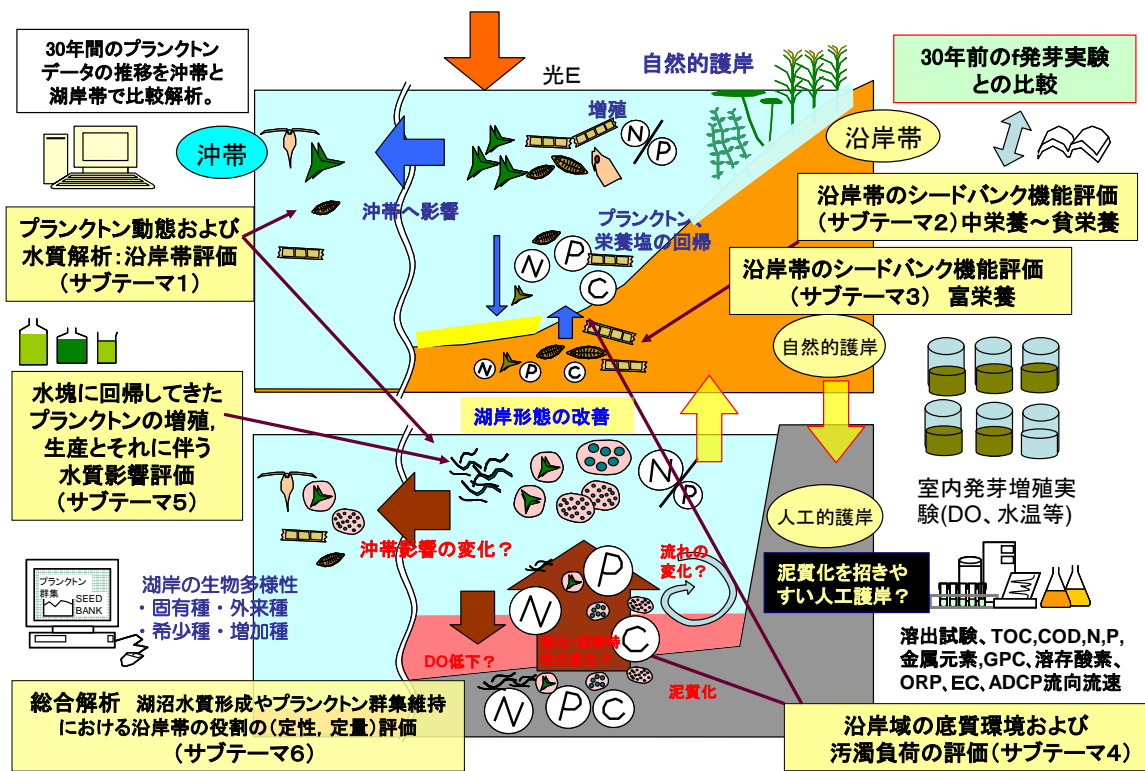 30年間のプランクトン
データの推移を沖帯と
湖岸帯で比較解析。
光E
自然的護岸
30年前のf発芽実験
との比較
増殖
N/P
沖帯
沿岸帯
沖帯へ影響
プランクトン、
栄養塩の回帰
沿岸帯のシードバンク機能評価
(サブテーマ2)中栄養～貧栄養
プランクトン動態および
水質解析:沿岸帯評価
(サブテーマ1)
N
P
C
沿岸帯のシードバンク機能評価
(サブテーマ3) 富栄養
N
P
C
自然的護岸
水塊に回帰してきた
プランクトンの増殖,
生産とそれに伴う
水質影響評価
(サブテーマ5)
湖岸形態の改善
N/P
室内発芽増殖実
験(DO、水温等)
人工的護岸
沖帯影響の変化?
流れの
変化?
泥質化を招きや
すい人工護岸?
プランクトン
群集
SEED
BANK
湖岸の生物多様性
・固有種・外来種
・希少種・増加種
P
N
C
DO低下?
溶出・回帰特
性の変化?
泥質化
N
P
C
溶出試験、TOC,COD,N,P,
金属元素,GPC,溶存酸素、
ORP、EC、ADCP流向流速
総合解析 湖沼水質形成やプランクトン群集維持
における沿岸帯の役割の(定性,定量)評価
(サブテーマ6)
沿岸域の底質環境および
汚濁負荷の評価(サブテーマ4)